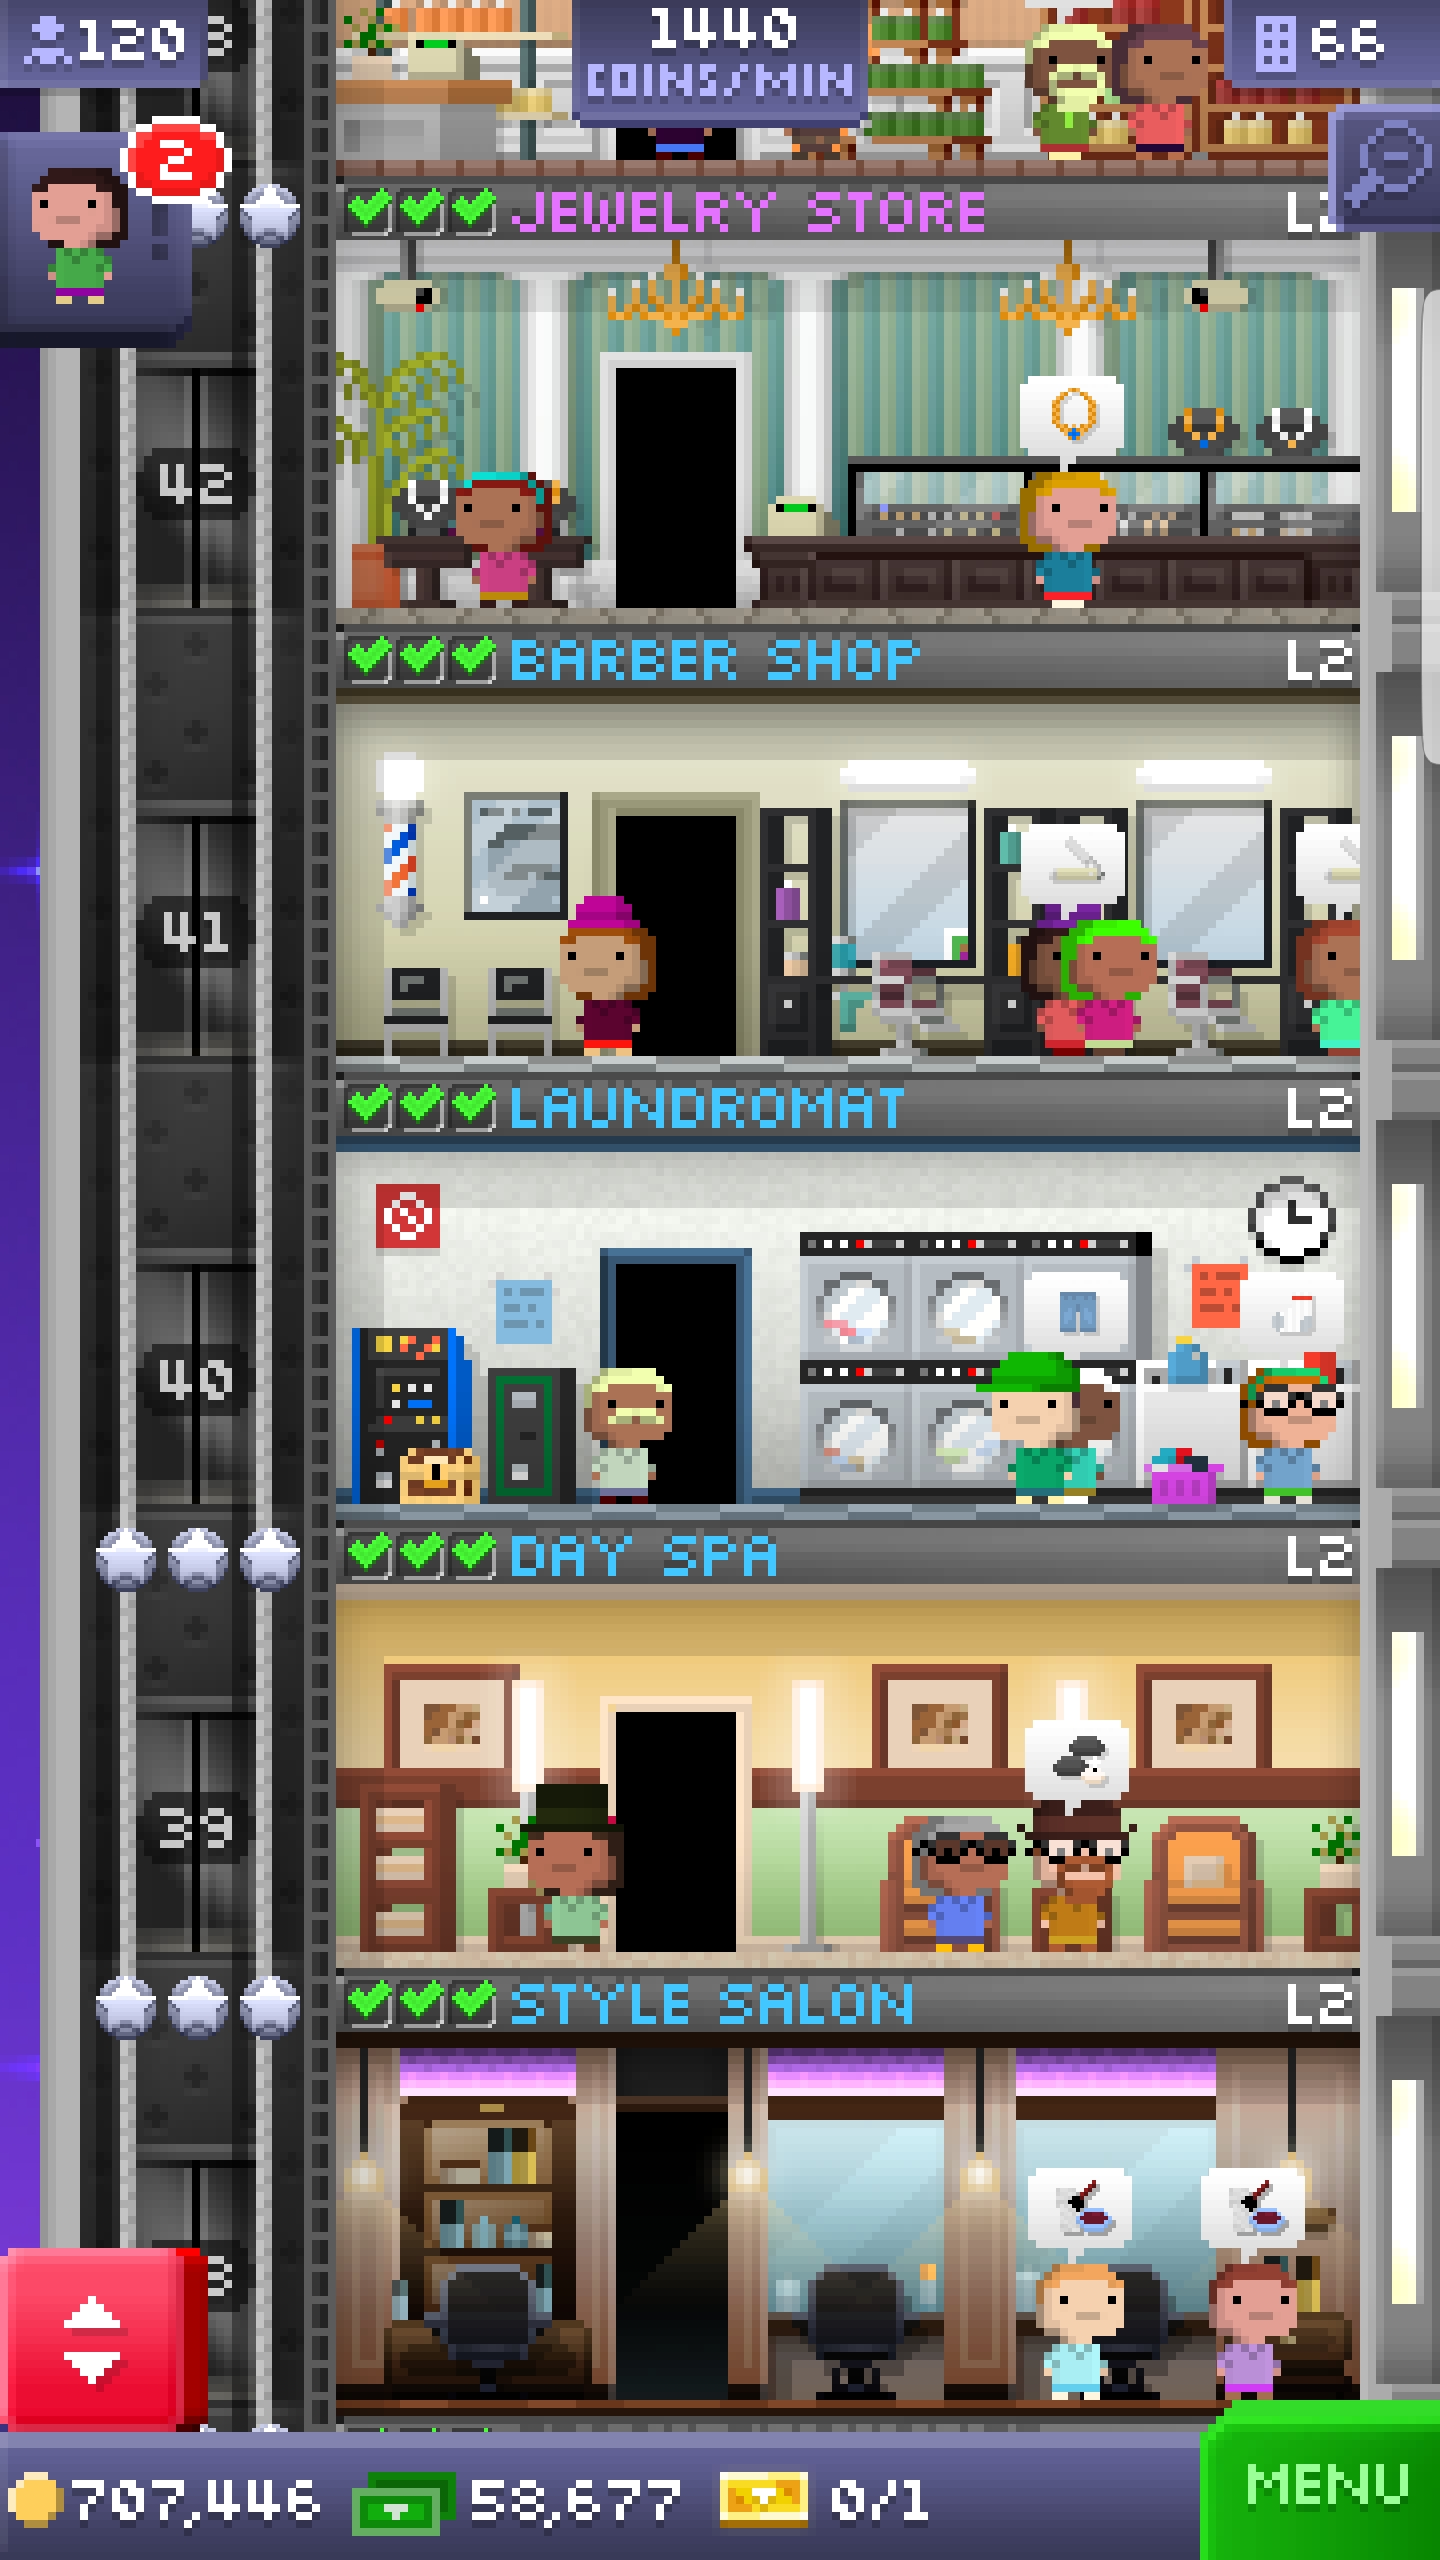 120
1440
COINS/MIN
66
2
JEWELRY STORE
42
BARBER SHOP L2
41
LAUNDROMAT L2
40
DAY SPA L2
39
STYLE SALON L2
707,446 58,677 0/1
MENU